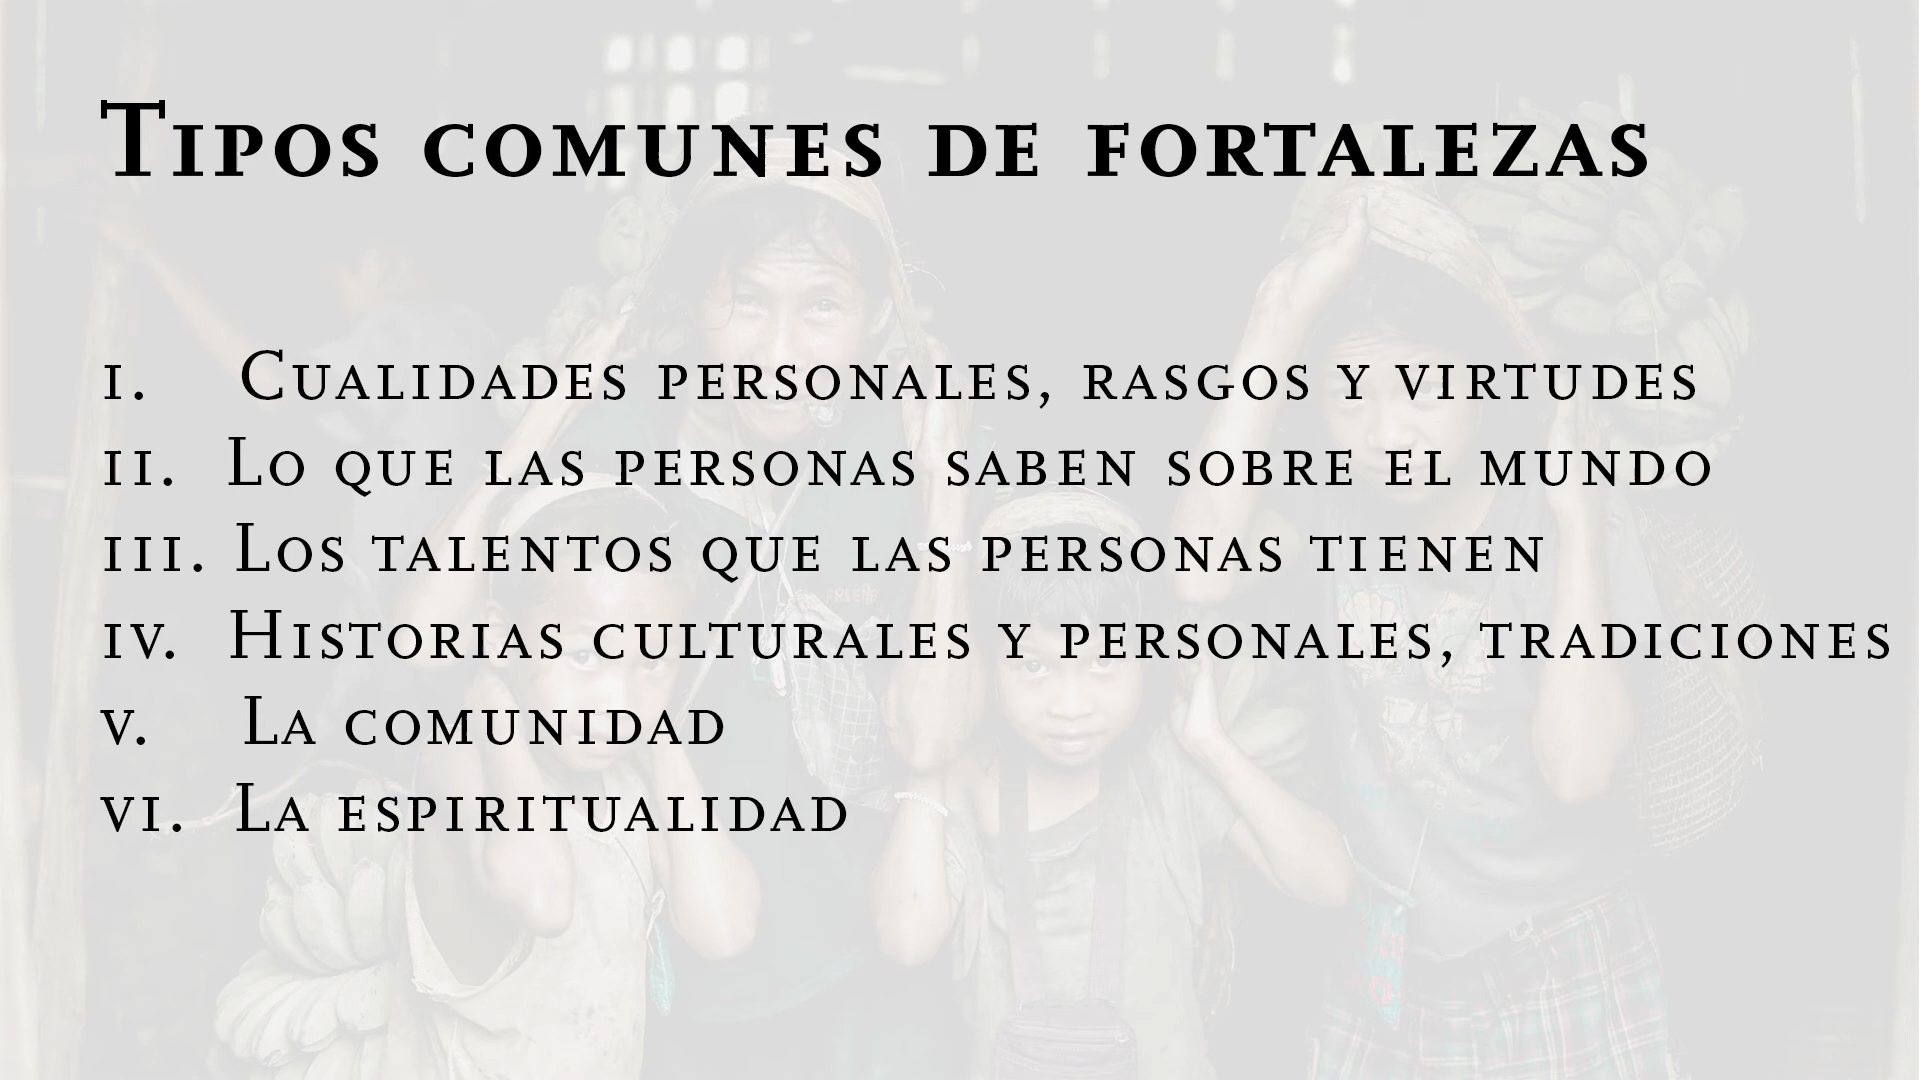 Tipos comunes de fortalezas
I. Cualidades personales, rasgos y virtudes
II. Lo que las personas saben sobre el mundo
III. Los talentos que las personas tienen
IV. Historias culturales y personales, tradiciones
V. La comunidad
VI. La espiritualidad